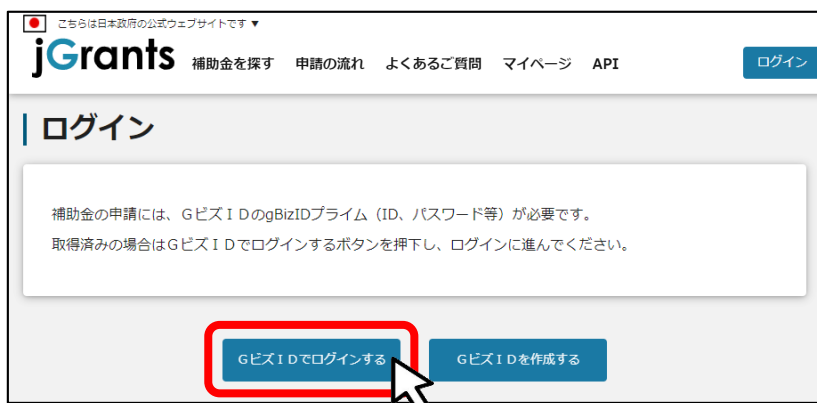 こちらは日本政府の公式ウェブサイトです ▼
jGrants 補助金を探す 申請の流れ よくあるご質問 マイページ API ログイン
ログイン
補助金の申請には、GビズIDのgBizIDプライム（ID、パスワード等）が必要です。
取得済みの場合はGビズIDでログインするボタンを押下し、ログインに進んでください。
GビズIDでログインする GビズIDを作成する